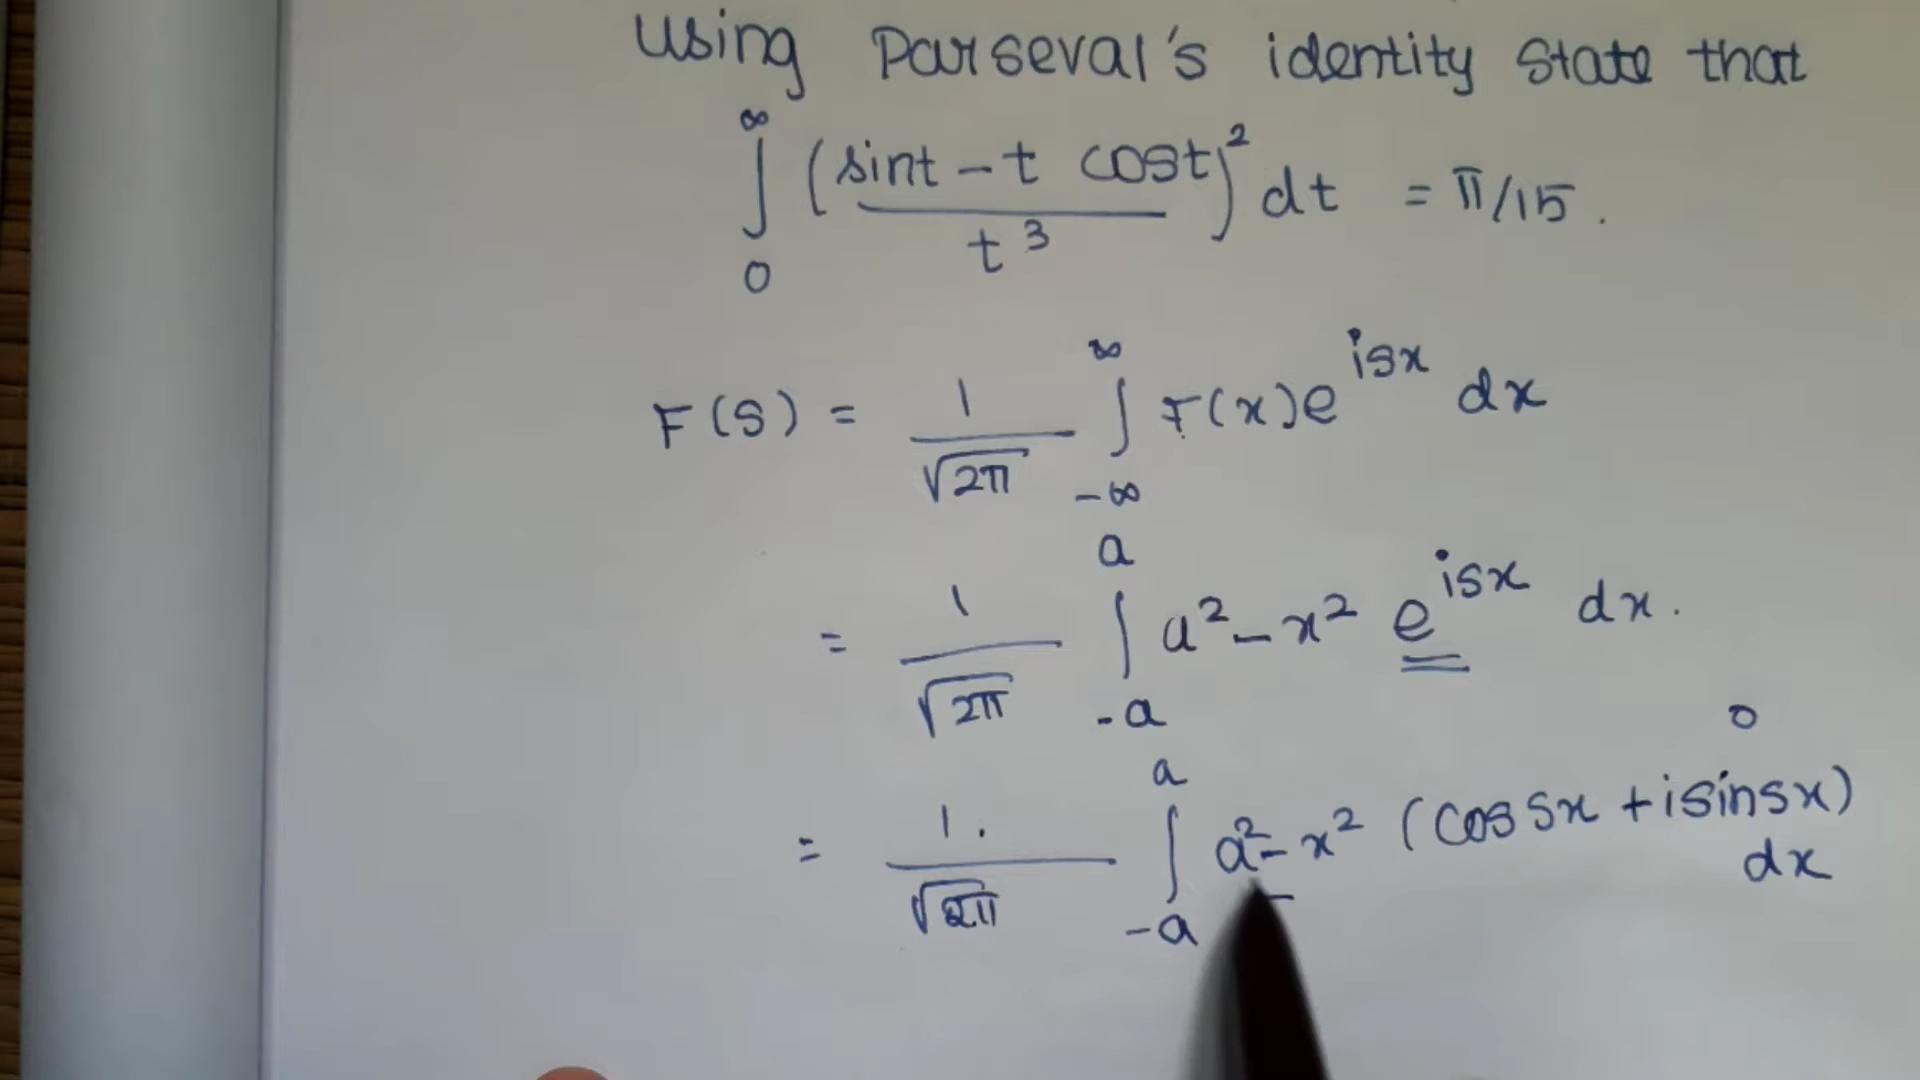 Using Parseval's identity state that
∞
∫ (sint - t cost / t³)² dt = π/15.
0
F(s) = 1/√2π ∫_{-∞}^{∞} F(x)e^{isx} dx
= 1/√2π ∫_{-a}^{a} a² - x² e^{isx} dx.
0
= 1./√2π ∫_{-a}^{a} a² - x² (cos sx + i sin sx) dx